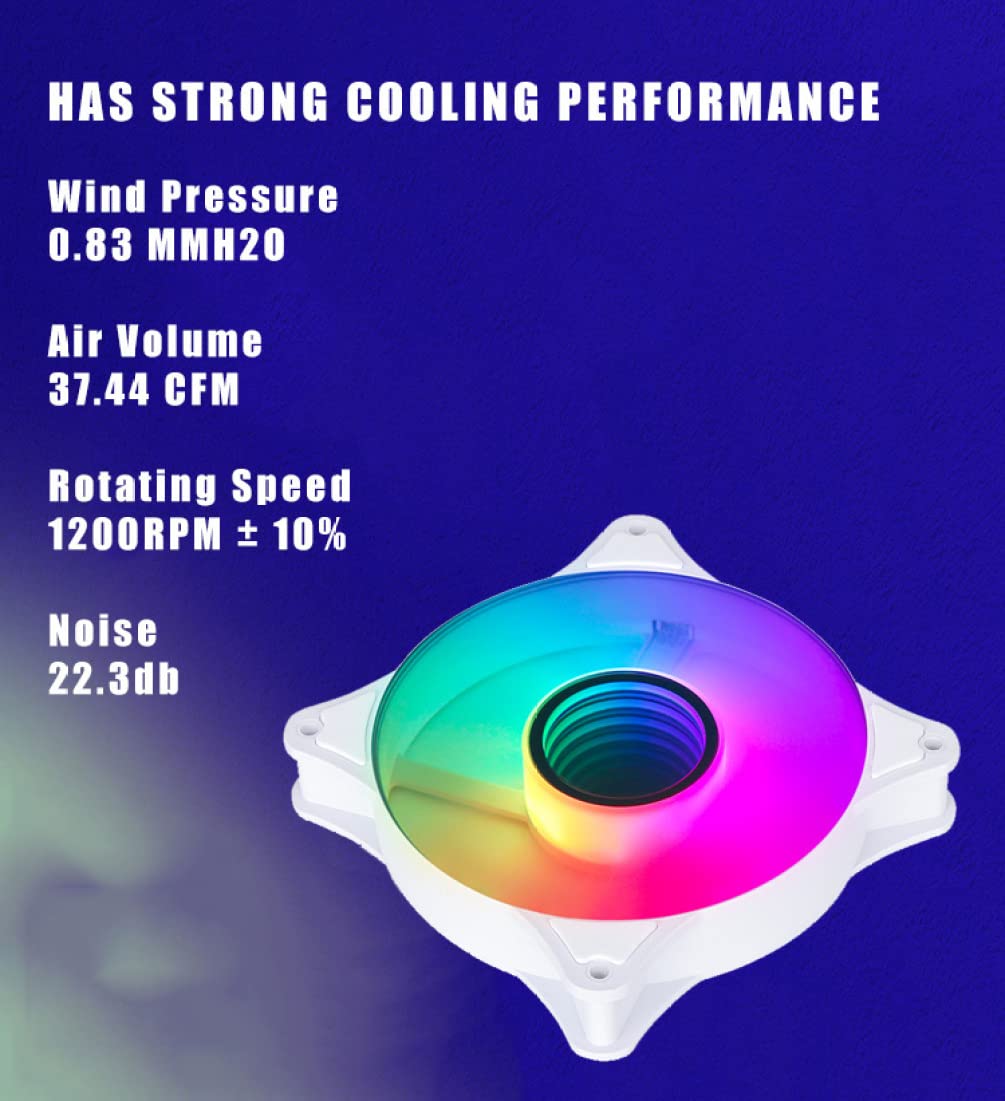 HAS STRONG COOLING PERFORMANCE
Wind Pressure
0.83 MMH2O
Air Volume
37.44 CFM
Rotating Speed
1200RPM ± 10%
Noise
22.3db